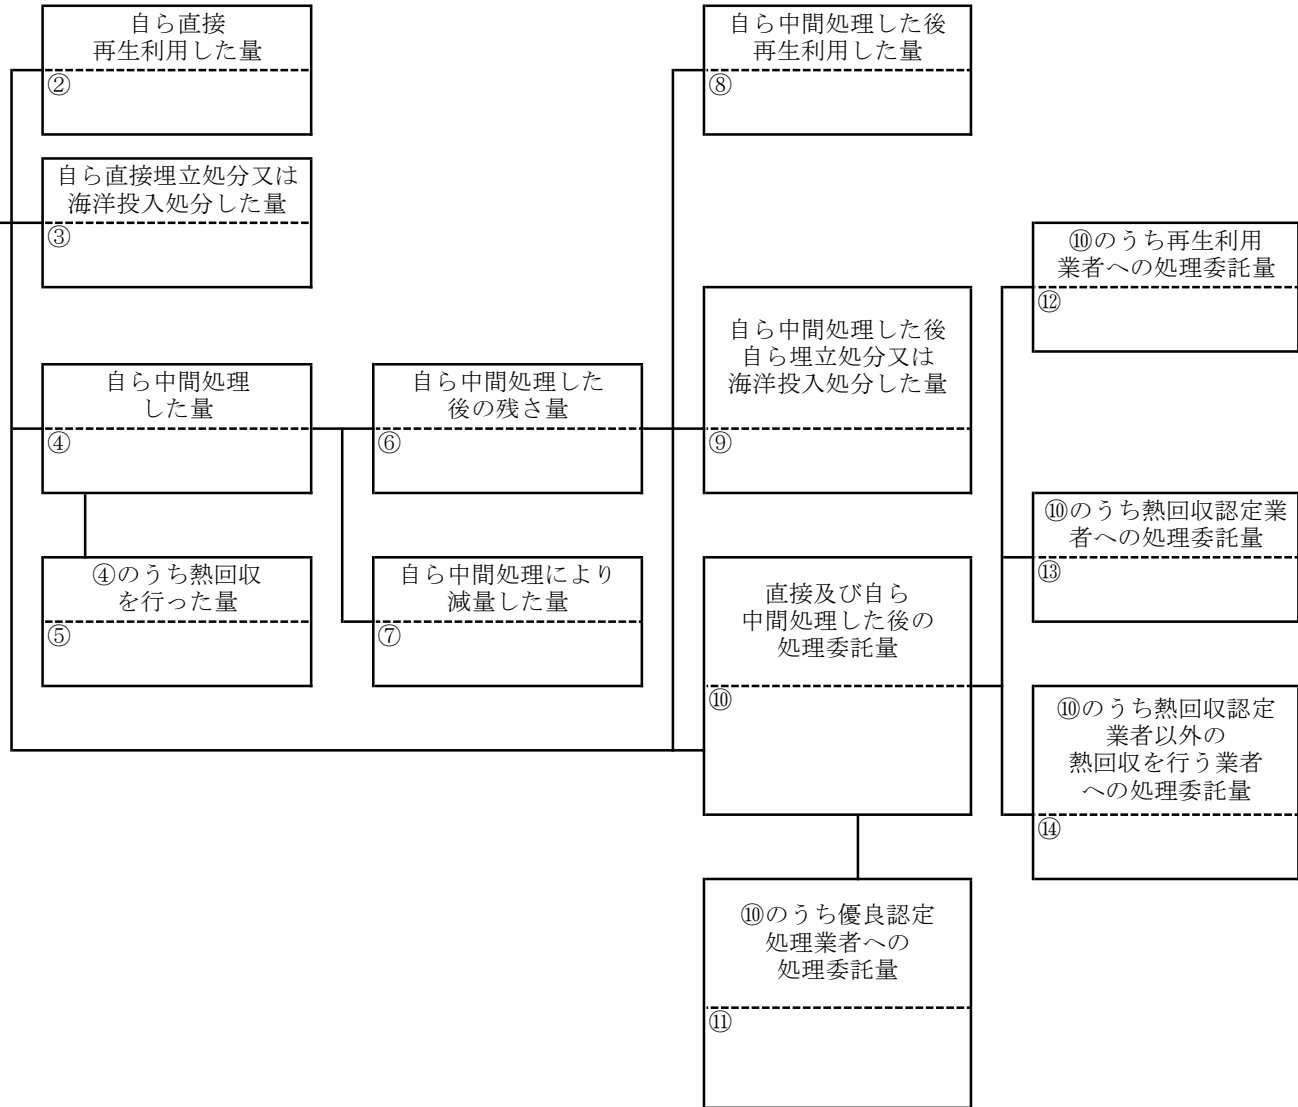 自ら直接
再生利用した量
②
自ら直接埋立処分又は
海洋投入処分した量
③
自ら中間処理
した量
④
④のうち熱回収
を行った量
⑤
自ら中間処理した
後の残さ量
⑥
自ら中間処理により
減量した量
⑦
自ら中間処理した後
再生利用した量
⑧
自ら中間処理した後
自ら埋立処分又は
海洋投入処分した量
⑨
直接及び自ら
中間処理した後の
処理委託量
⑩
⑩のうち優良認定
処理業者への
処理委託量
⑪
⑩のうち再生利用
業者への処理委託量
⑫
⑩のうち熱回収認定業
者への処理委託量
⑬
⑩のうち熱回収認定
業者以外の
熱回収を行う業者
への処理委託量
⑭